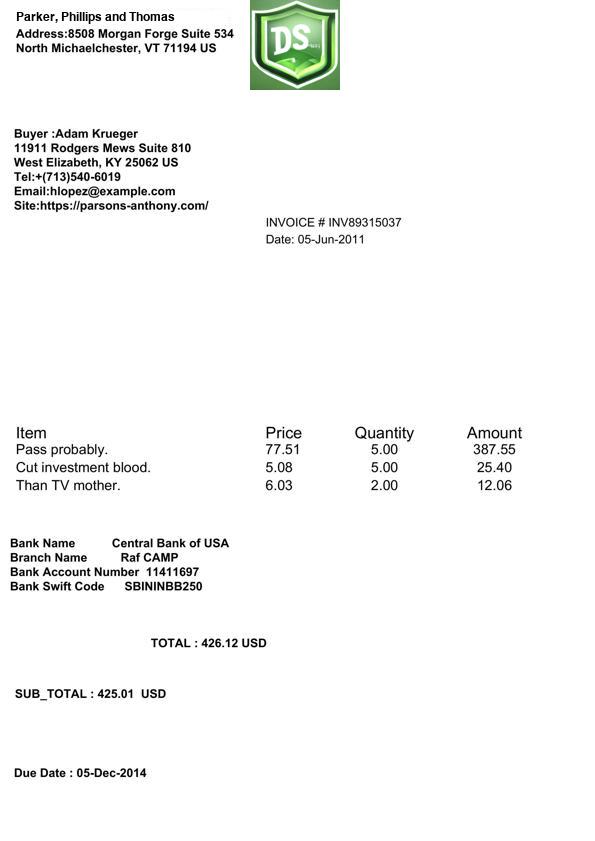 Parker, Phillips and Thomas
Address:8508 Morgan Forge Suite 534
North Michaelchester, VT 71194 US
DS
Buyer :Adam Krueger
11911 Rodgers Mews Suite 810
West Elizabeth, KY 25062 US
Tel:+(713)540-6019
Email:hlopez@example.com
Site:https://parsons-anthony.com/
INVOICE # INV89315037
Date: 05-Jun-2011
Item Price Quantity Amount
Pass probably. 77.51 5.00 387.55
Cut investment blood. 5.08 5.00 25.40
Than TV mother. 6.03 2.00 12.06
Bank Name Central Bank of USA
Branch Name Raf CAMP
Bank Account Number 11411697
Bank Swift Code SBININBB250
TOTAL : 426.12 USD
SUB_TOTAL : 425.01 USD
Due Date : 05-Dec-2014